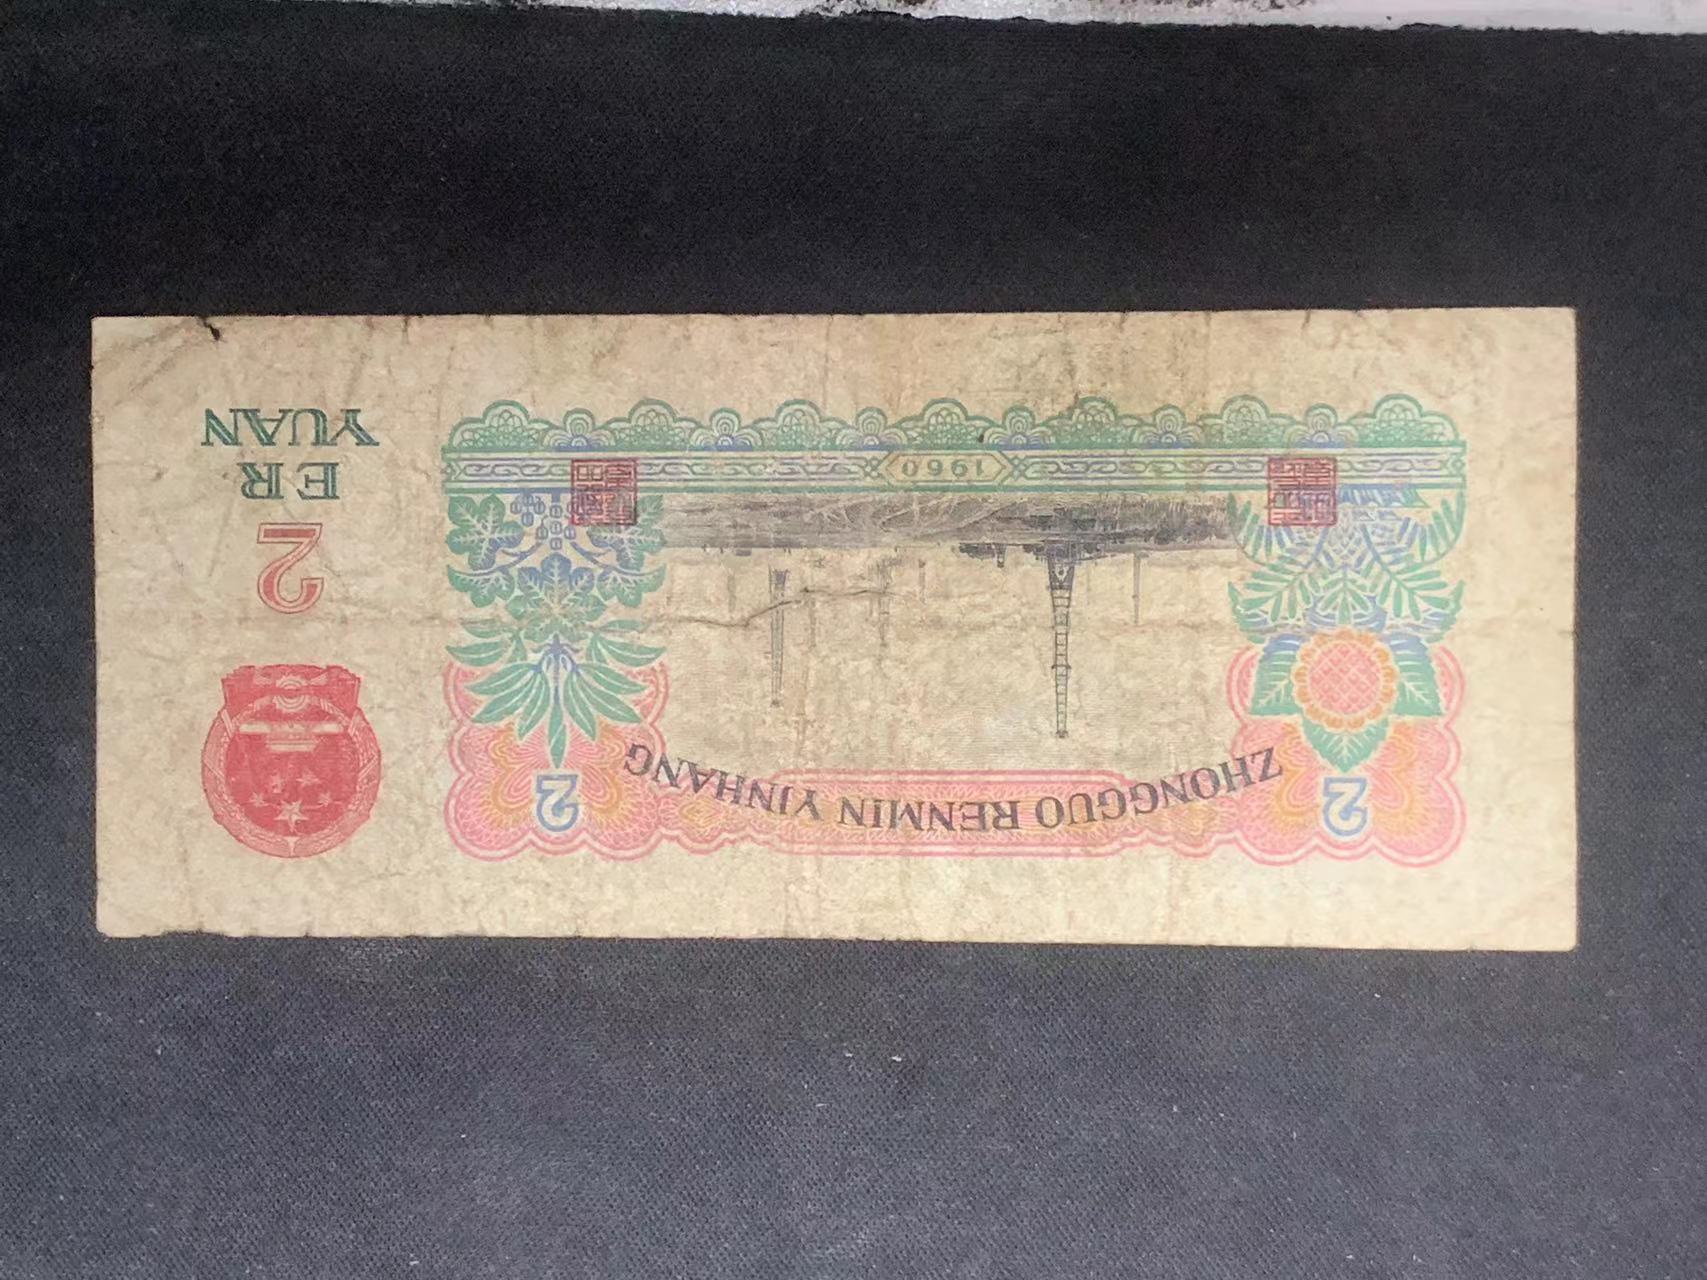 ZHONGGUO RENMIN YINHANG
2
2
1960
2
ER
YUAN